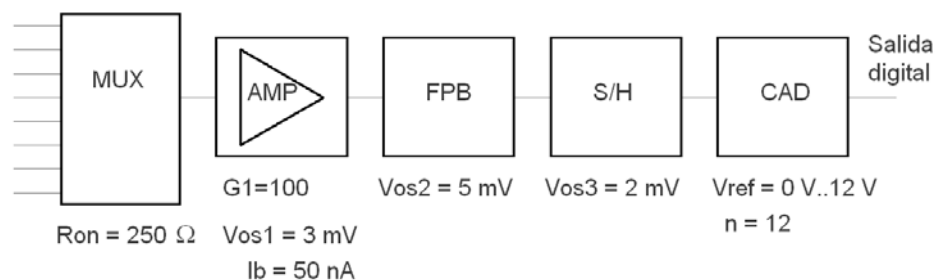 Salida
digital
MUX
AMP
FPB
S/H
CAD
G1=100
Vos2 = 5 mV
Vos3 = 2 mV
Vref = 0 V..12 V
n = 12
Ron = 250 Ω
Vos1 = 3 mV
Ib = 50 nA